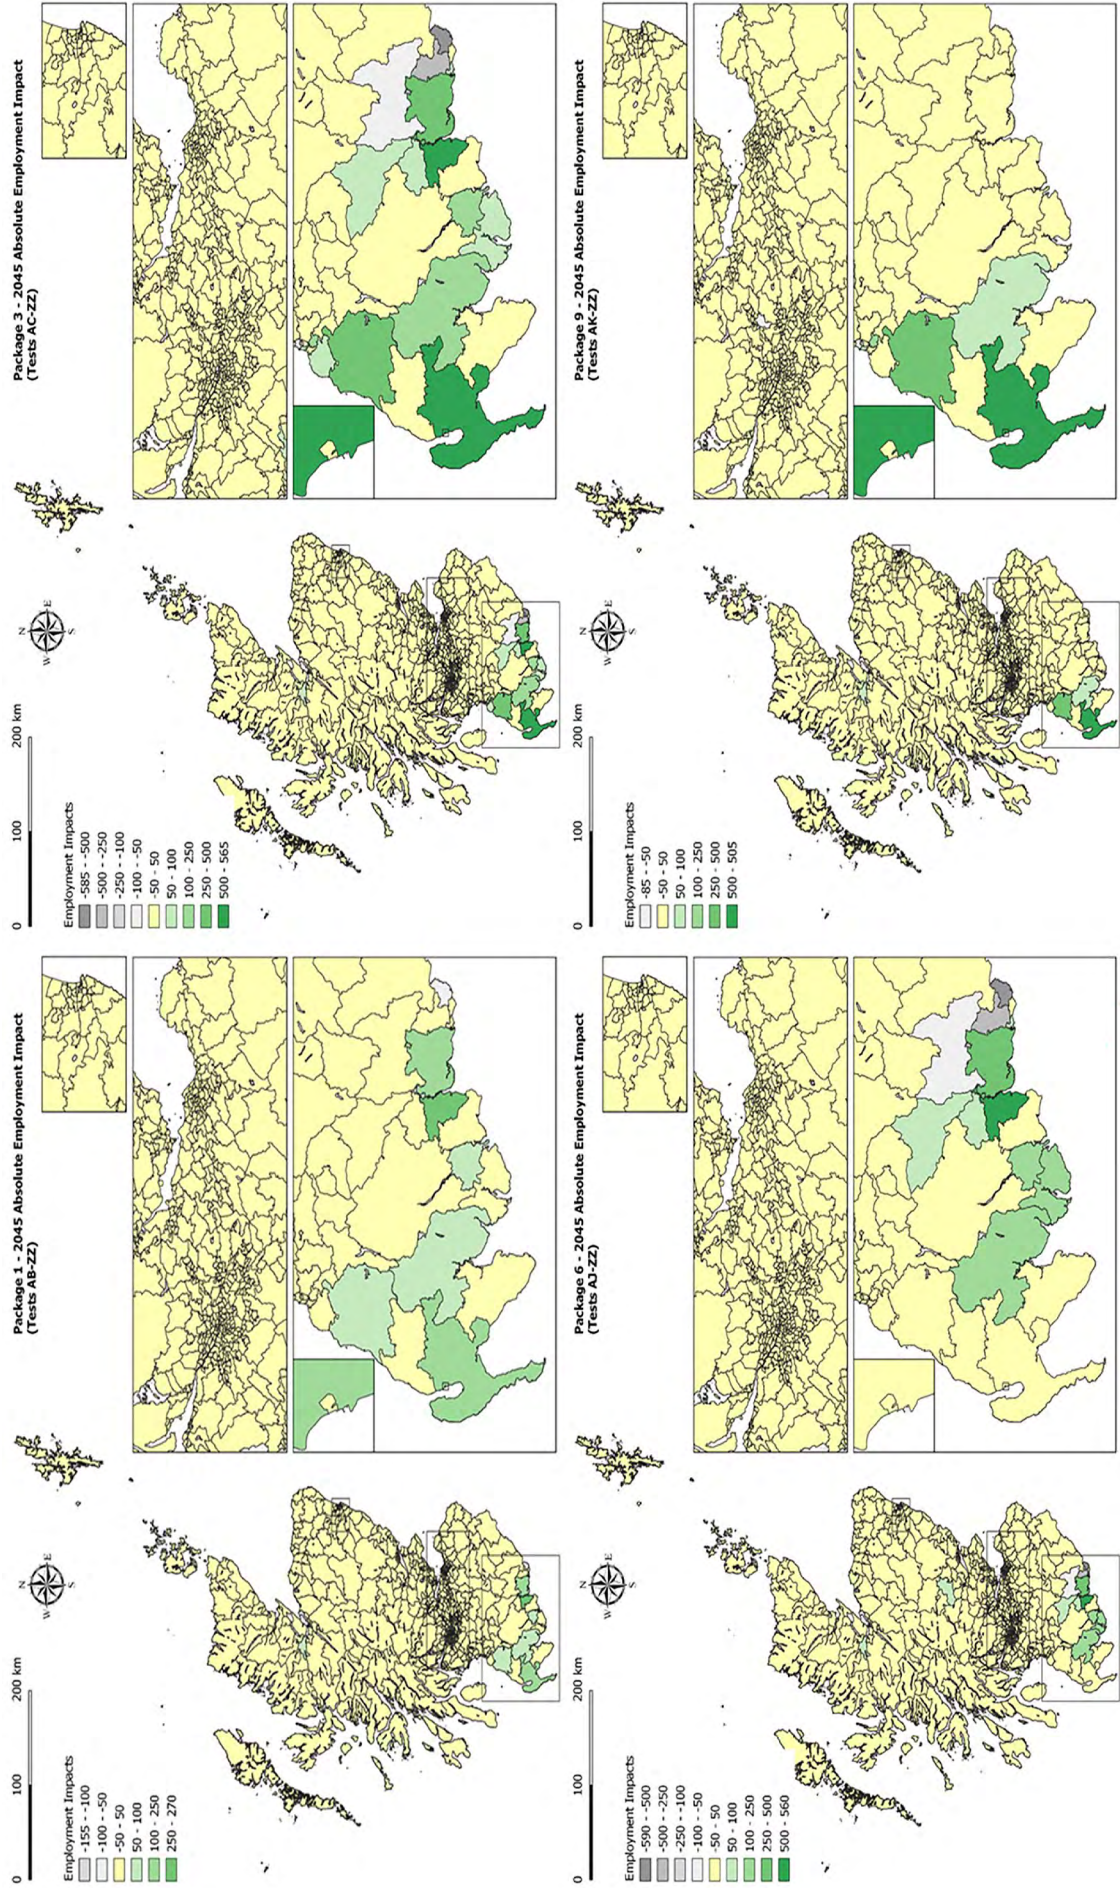 Package 1 - 2045 Absolute Employment Impact
(Tests AB-ZZ)
0
100
200 km
N
W
E
S
Employment Impacts
-155 - -100
-100 - -50
-50 - 50
50 - 100
100 - 250
250 - 270
Package 3 - 2045 Absolute Employment Impact
(Tests AC-ZZ)
0
100
200 km
N
W
E
S
Employment Impacts
-585 - -500
-500 - -250
-250 - -100
-100 - -50
-50 - 50
50 - 100
100 - 250
250 - 500
500 - 565
Package 6 - 2045 Absolute Employment Impact
(Tests AJ-ZZ)
0
100
200 km
N
W
E
S
Employment Impacts
-590 - -500
-500 - -250
-250 - -100
-100 - -50
-50 - 50
50 - 100
100 - 250
250 - 500
500 - 560
Package 9 - 2045 Absolute Employment Impact
(Tests AK-ZZ)
0
100
200 km
N
W
E
S
Employment Impacts
-85 - -50
-50 - 50
50 - 100
100 - 250
250 - 500
500 - 505